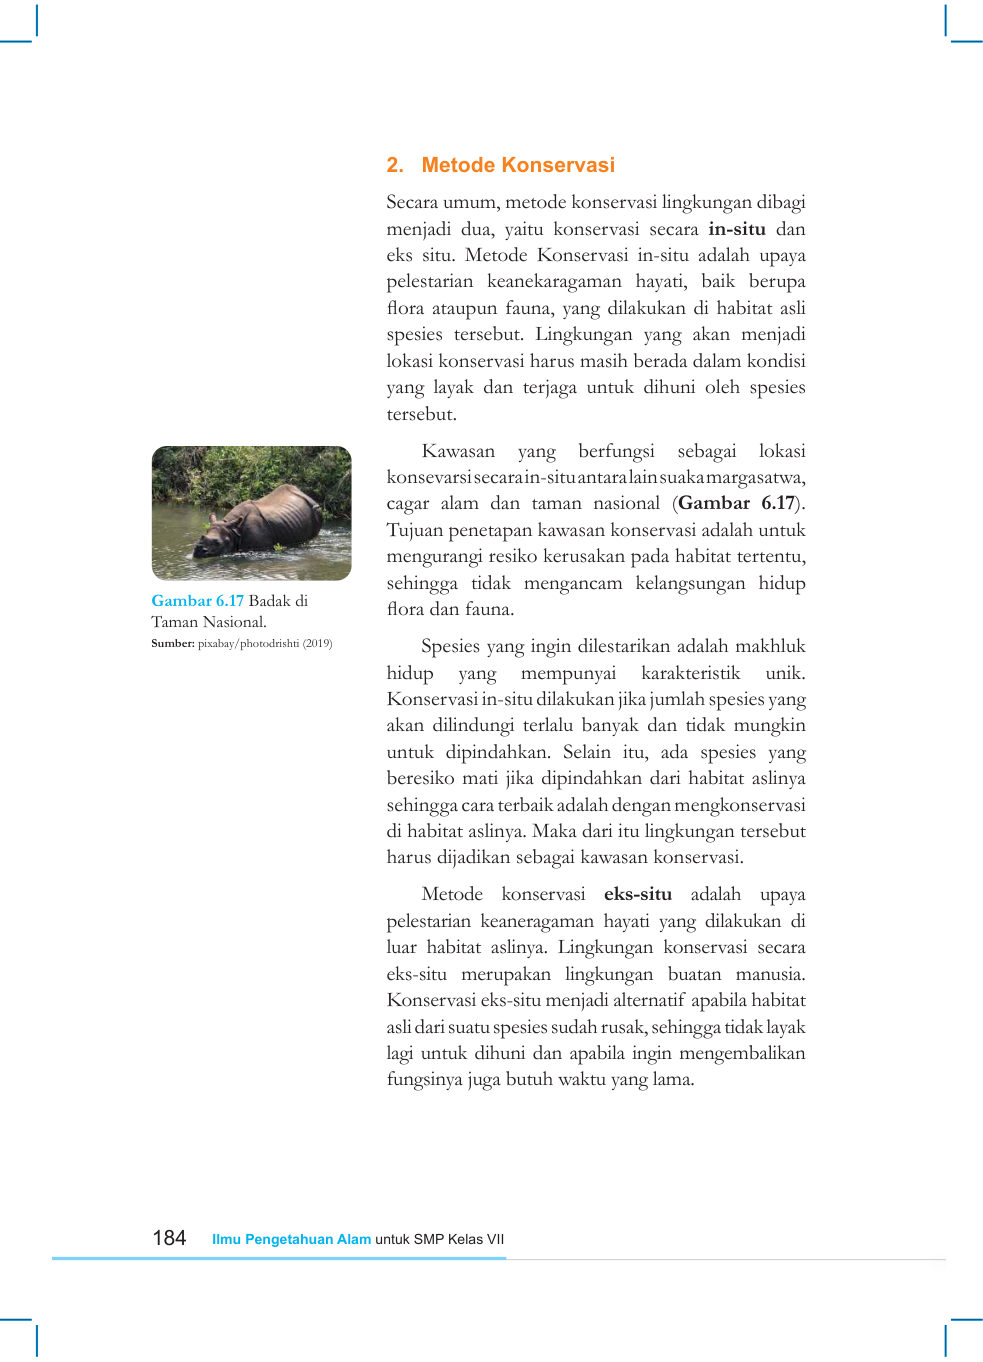 2. Metode Konservasi
Secara umum, metode konservasi lingkungan dibagi
menjadi dua, yaitu konservasi secara in-situ dan
eks situ. Metode Konservasi in-situ adalah upaya
pelestarian keanekaragaman hayati, baik berupa
flora ataupun fauna, yang dilakukan di habitat asli
spesies tersebut. Lingkungan yang akan menjadi
lokasi konservasi harus masih berada dalam kondisi
yang layak dan terjaga untuk dihuni oleh spesies
tersebut.
Kawasan yang berfungsi sebagai lokasi
konsevarsi secara in-situ antara lain suaka margasatwa,
cagar alam dan taman nasional (Gambar 6.17).
Tujuan penetapan kawasan konservasi adalah untuk
mengurangi resiko kerusakan pada habitat tertentu,
sehingga tidak mengancam kelangsungan hidup
flora dan fauna.
Gambar 6.17 Badak di
Taman Nasional.
Sumber: pixabay/photodrishti (2019)
Spesies yang ingin dilestarikan adalah makhluk
hidup yang mempunyai karakteristik unik.
Konservasi in-situ dilakukan jika jumlah spesies yang
akan dilindungi terlalu banyak dan tidak mungkin
untuk dipindahkan. Selain itu, ada spesies yang
beresiko mati jika dipindahkan dari habitat aslinya
sehingga cara terbaik adalah dengan mengkonservasi
di habitat aslinya. Maka dari itu lingkungan tersebut
harus dijadikan sebagai kawasan konservasi.
Metode konservasi eks-situ adalah upaya
pelestarian keaneragaman hayati yang dilakukan di
luar habitat aslinya. Lingkungan konservasi secara
eks-situ merupakan lingkungan buatan manusia.
Konservasi eks-situ menjadi alternatif apabila habitat
asli dari suatu spesies sudah rusak, sehingga tidak layak
lagi untuk dihuni dan apabila ingin mengembalikan
fungsinya juga butuh waktu yang lama.
184 Ilmu Pengetahuan Alam untuk SMP Kelas VII